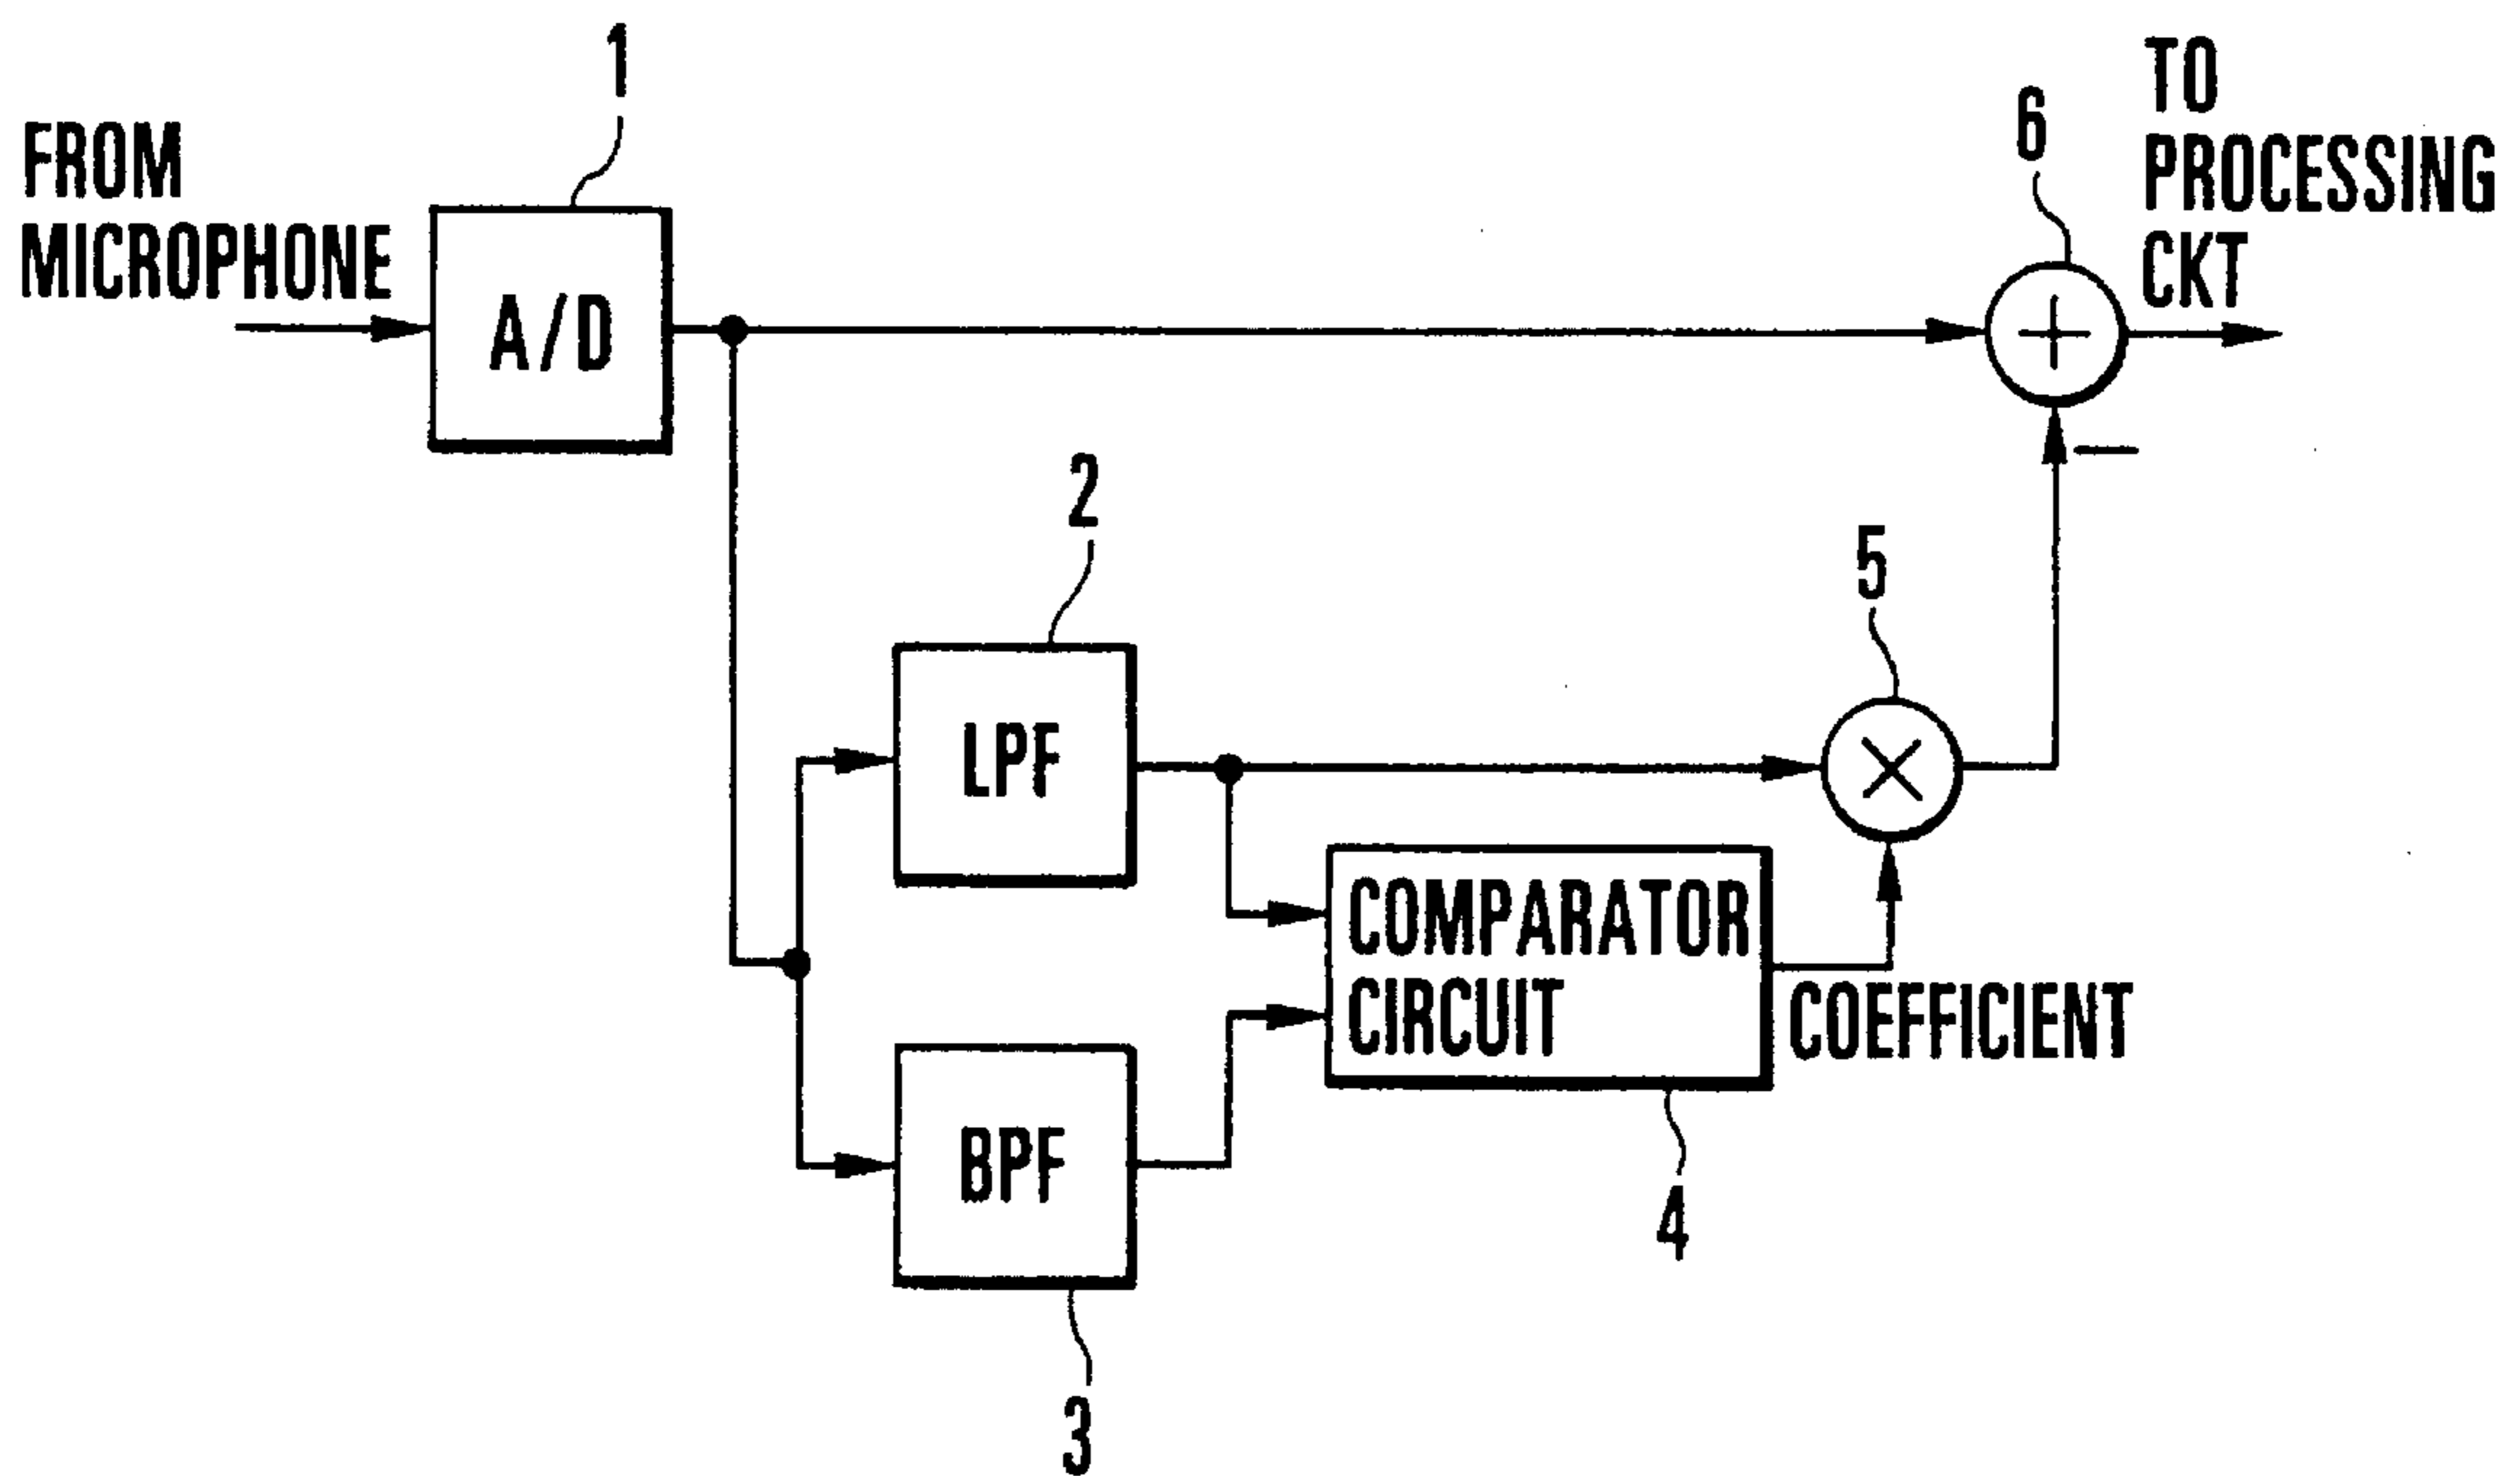 1
FROM
MICROPHONE
A/D
6
TO
PROCESSING
CKT
+
−
2
LPF
5
×
COMPARATOR
CIRCUIT
COEFFICIENT
BPF
4
3